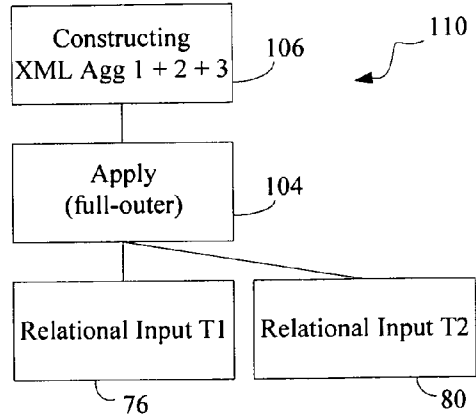 Constructing
XML Agg 1 + 2 + 3
106
110
Apply
(full-outer)
104
Relational Input T1
Relational Input T2
76
80